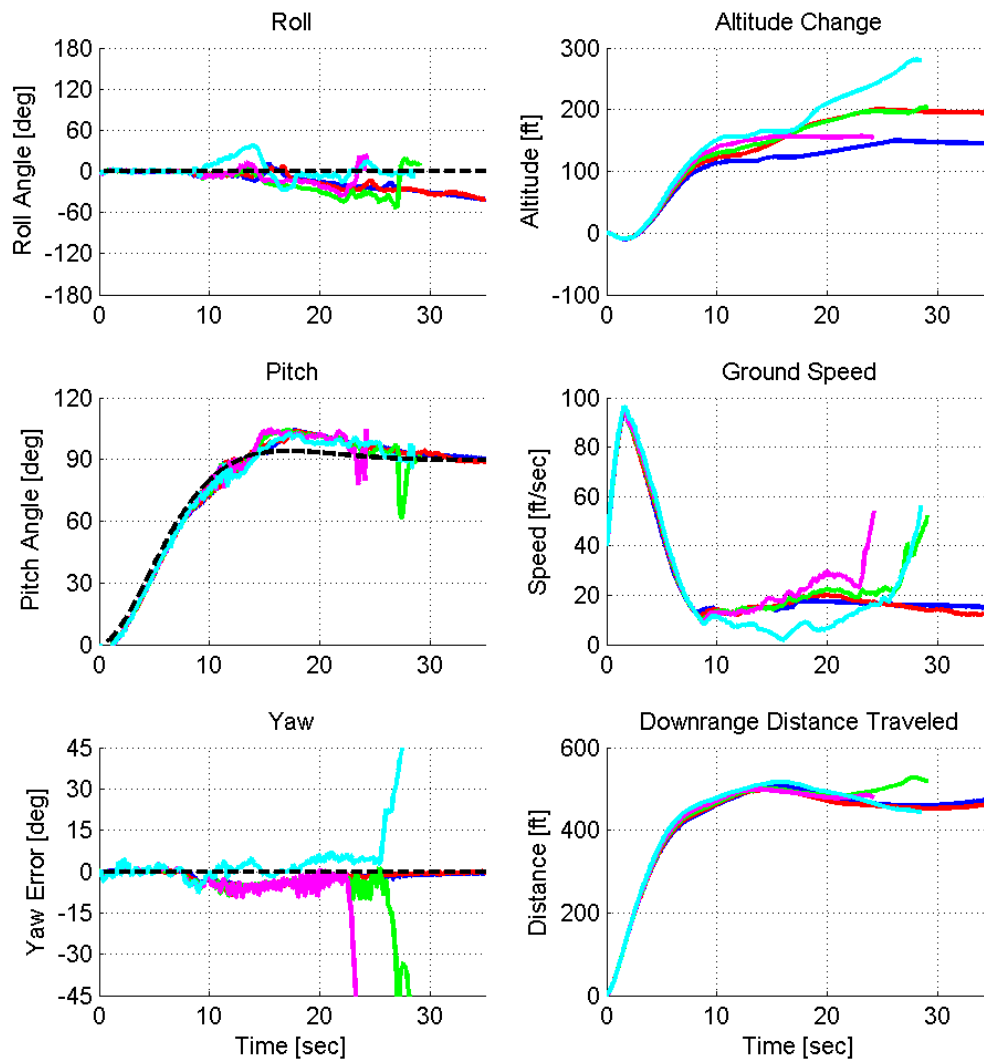 Roll
Roll Angle [deg]
180
120
60
0
-60
-120
-180
0 10 20 30
Altitude Change
Altitude [ft]
300
200
100
0
-100
0 10 20 30
Pitch
Pitch Angle [deg]
120
90
60
30
0
0 10 20 30
Ground Speed
Speed [ft/sec]
100
80
60
40
20
0
0 10 20 30
Yaw
Yaw Error [deg]
45
30
15
0
-15
-30
-45
0 10 20 30
Time [sec]
Downrange Distance Traveled
Distance [ft]
600
400
200
0
0 10 20 30
Time [sec]